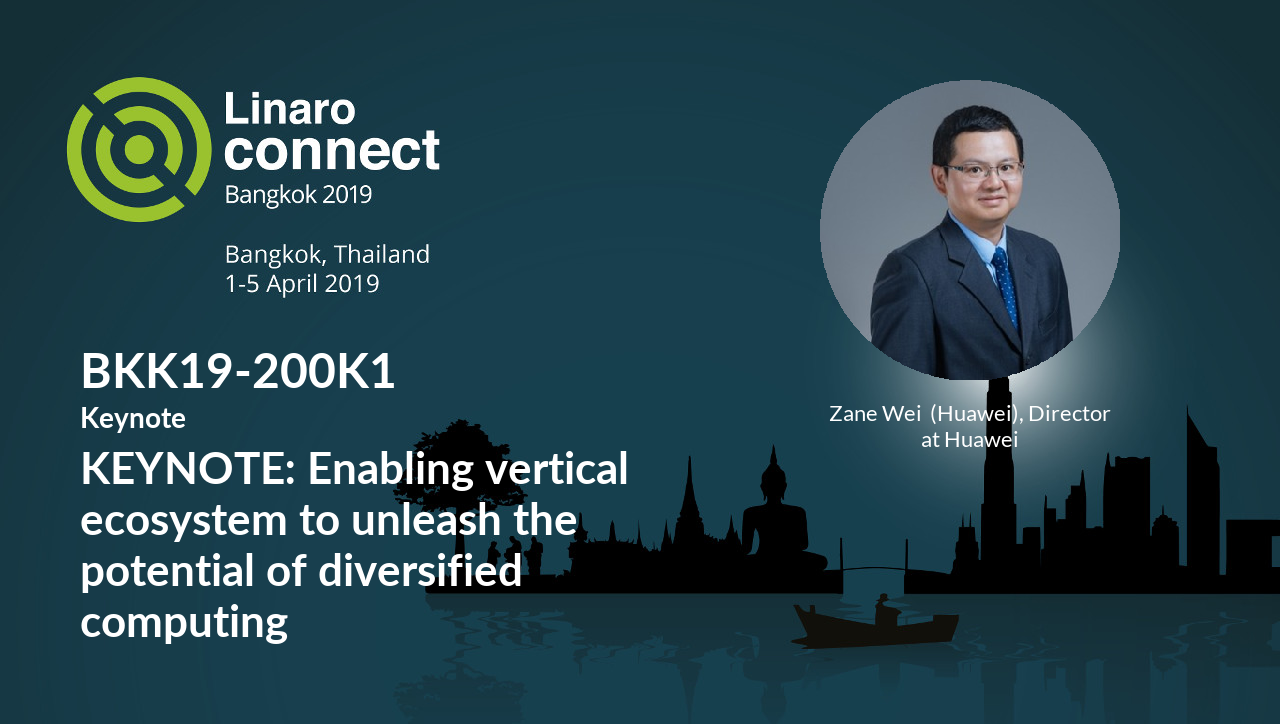 Linaro
connect
Bangkok 2019
Bangkok, Thailand
1-5 April 2019
BKK19-200K1
Keynote
KEYNOTE: Enabling vertical
ecosystem to unleash the
potential of diversified
computing
Zane Wei (Huawei), Director
at Huawei